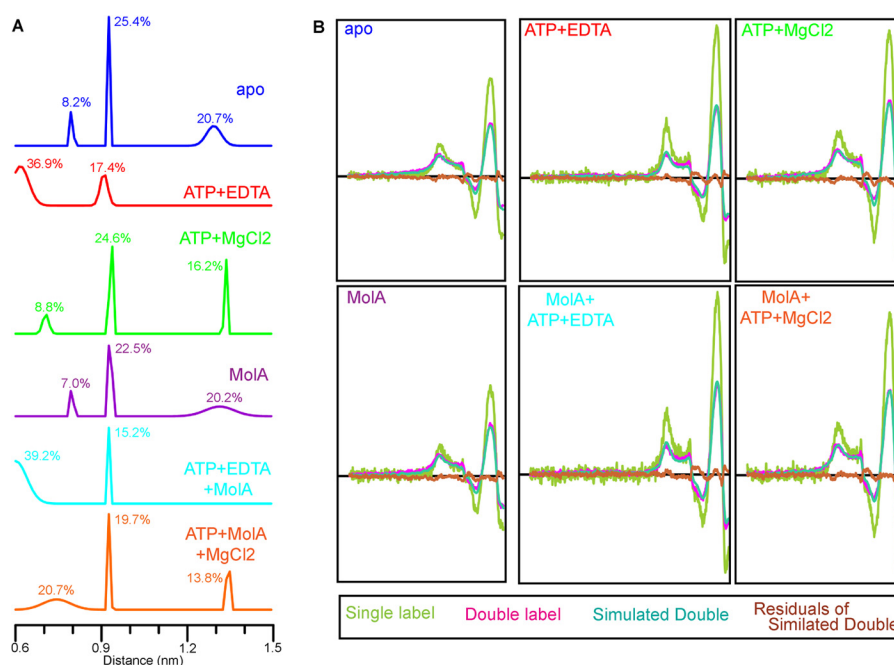 A
25.4%
8.2%
apo
20.7%
36.9%
17.4%
ATP+EDTA
24.6%
ATP+MgCl2
16.2%
8.8%
22.5%
MolA
7.0%
20.2%
15.2%
39.2%
ATP+EDTA
+MolA
19.7%
ATP+MolA
+MgCl2
20.7%
13.8%
0.6 0.9 1.2 1.5
Distance (nm)
B
apo
ATP+EDTA
ATP+MgCl2
MolA
MolA+
ATP+EDTA
MolA+
ATP+MgCl2
Single label
Double label
Simulated Double
Residuals of
Similated Double